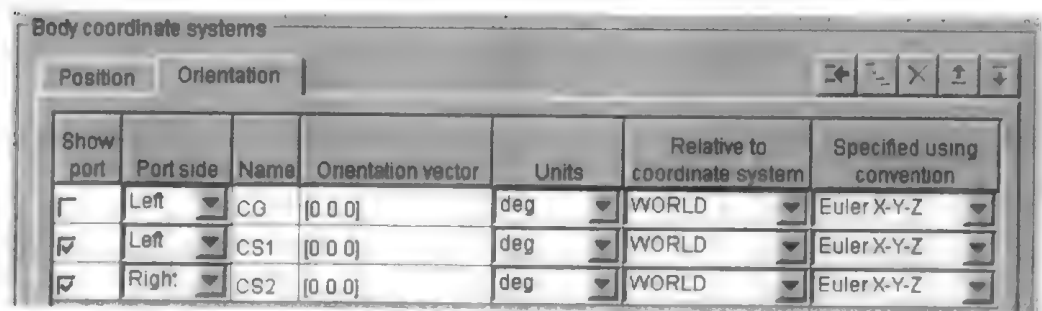 Body coordinate systems
Position Orientation
Show port Port side Name Orientation vector Units Relative to coordinate system Specified using convention
Left CG [0 0 0] deg WORLD Euler X-Y-Z
Left CS1 [0 0 0] deg WORLD Euler X-Y-Z
Right CS2 [0 0 0] deg WORLD Euler X-Y-Z